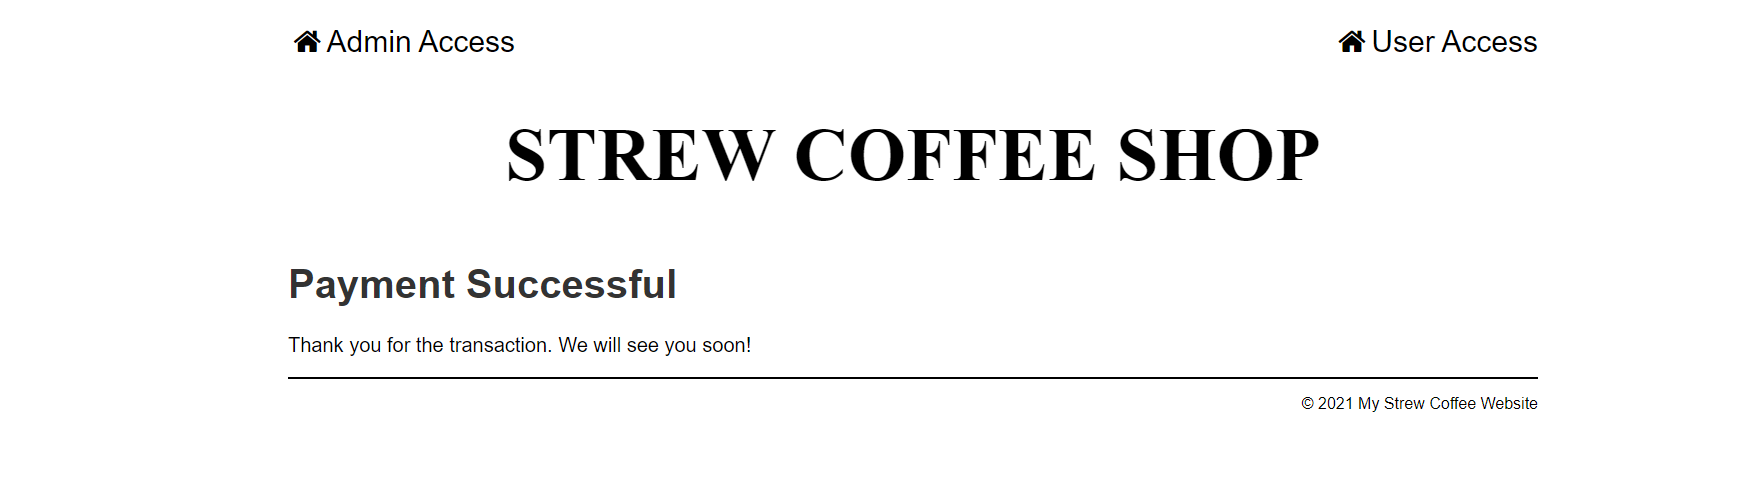 Admin Access
User Access
STREW COFFEE SHOP
Payment Successful
Thank you for the transaction. We will see you soon!
© 2021 My Strew Coffee Website